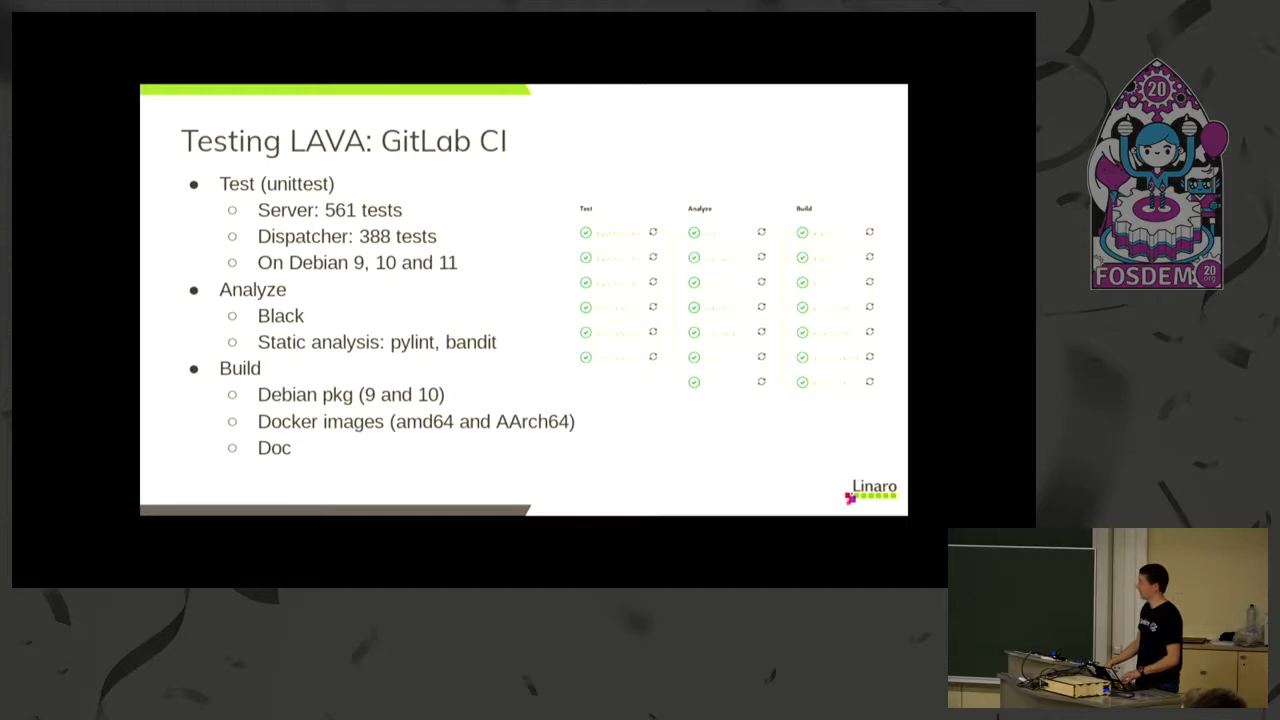 Testing LAVA: GitLab CI
● Test (unittest)
○ Server: 561 tests
○ Dispatcher: 388 tests
○ On Debian 9, 10 and 11
● Analyze
○ Black
○ Static analysis: pylint, bandit
● Build
○ Debian pkg (9 and 10)
○ Docker images (amd64 and AArch64)
○ Doc
Test Analyze Build
Linaro
20
FOSDEM
20
.org